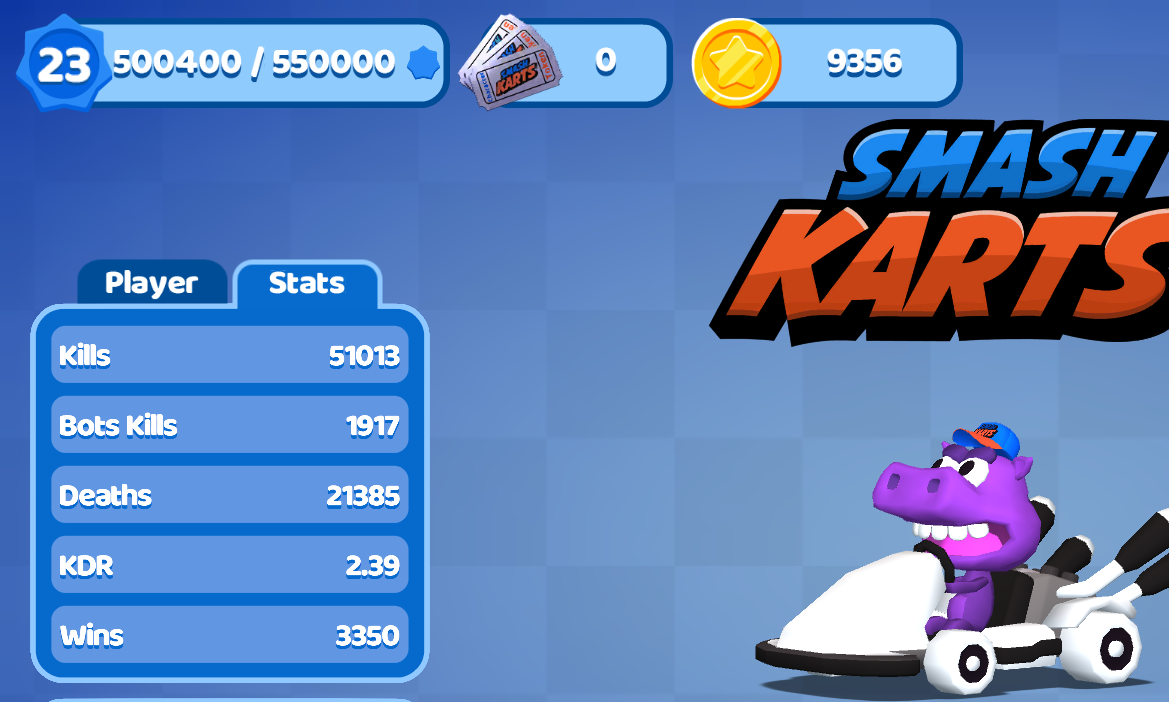 23 500400 / 550000 0 9356
SMASH
KARTS
Player Stats
Kills 51013
Bots Kills 1917
Deaths 21385
KDR 2.39
Wins 3350